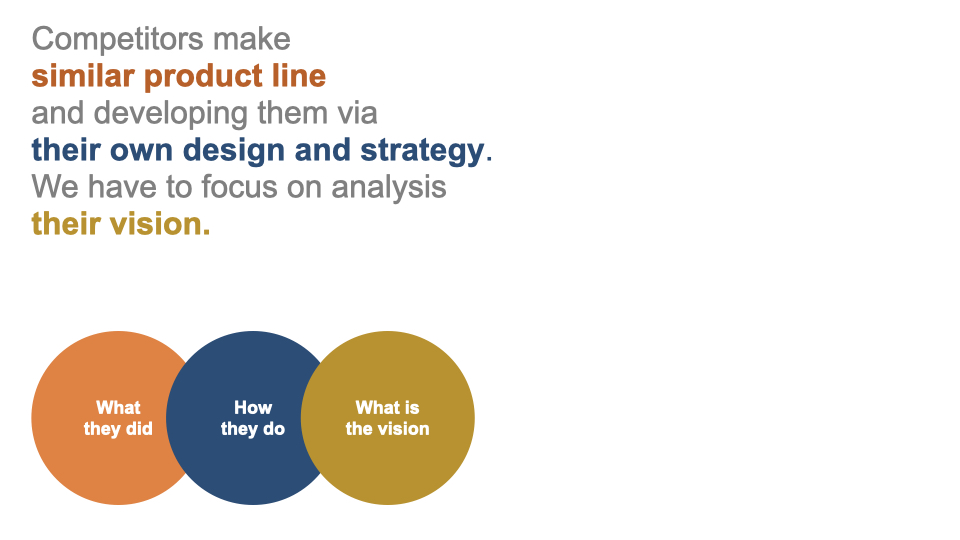 Competitors make
similar product line
and developing them via
their own design and strategy.
We have to focus on analysis
their vision.
What
they did
How
they do
What is
the vision